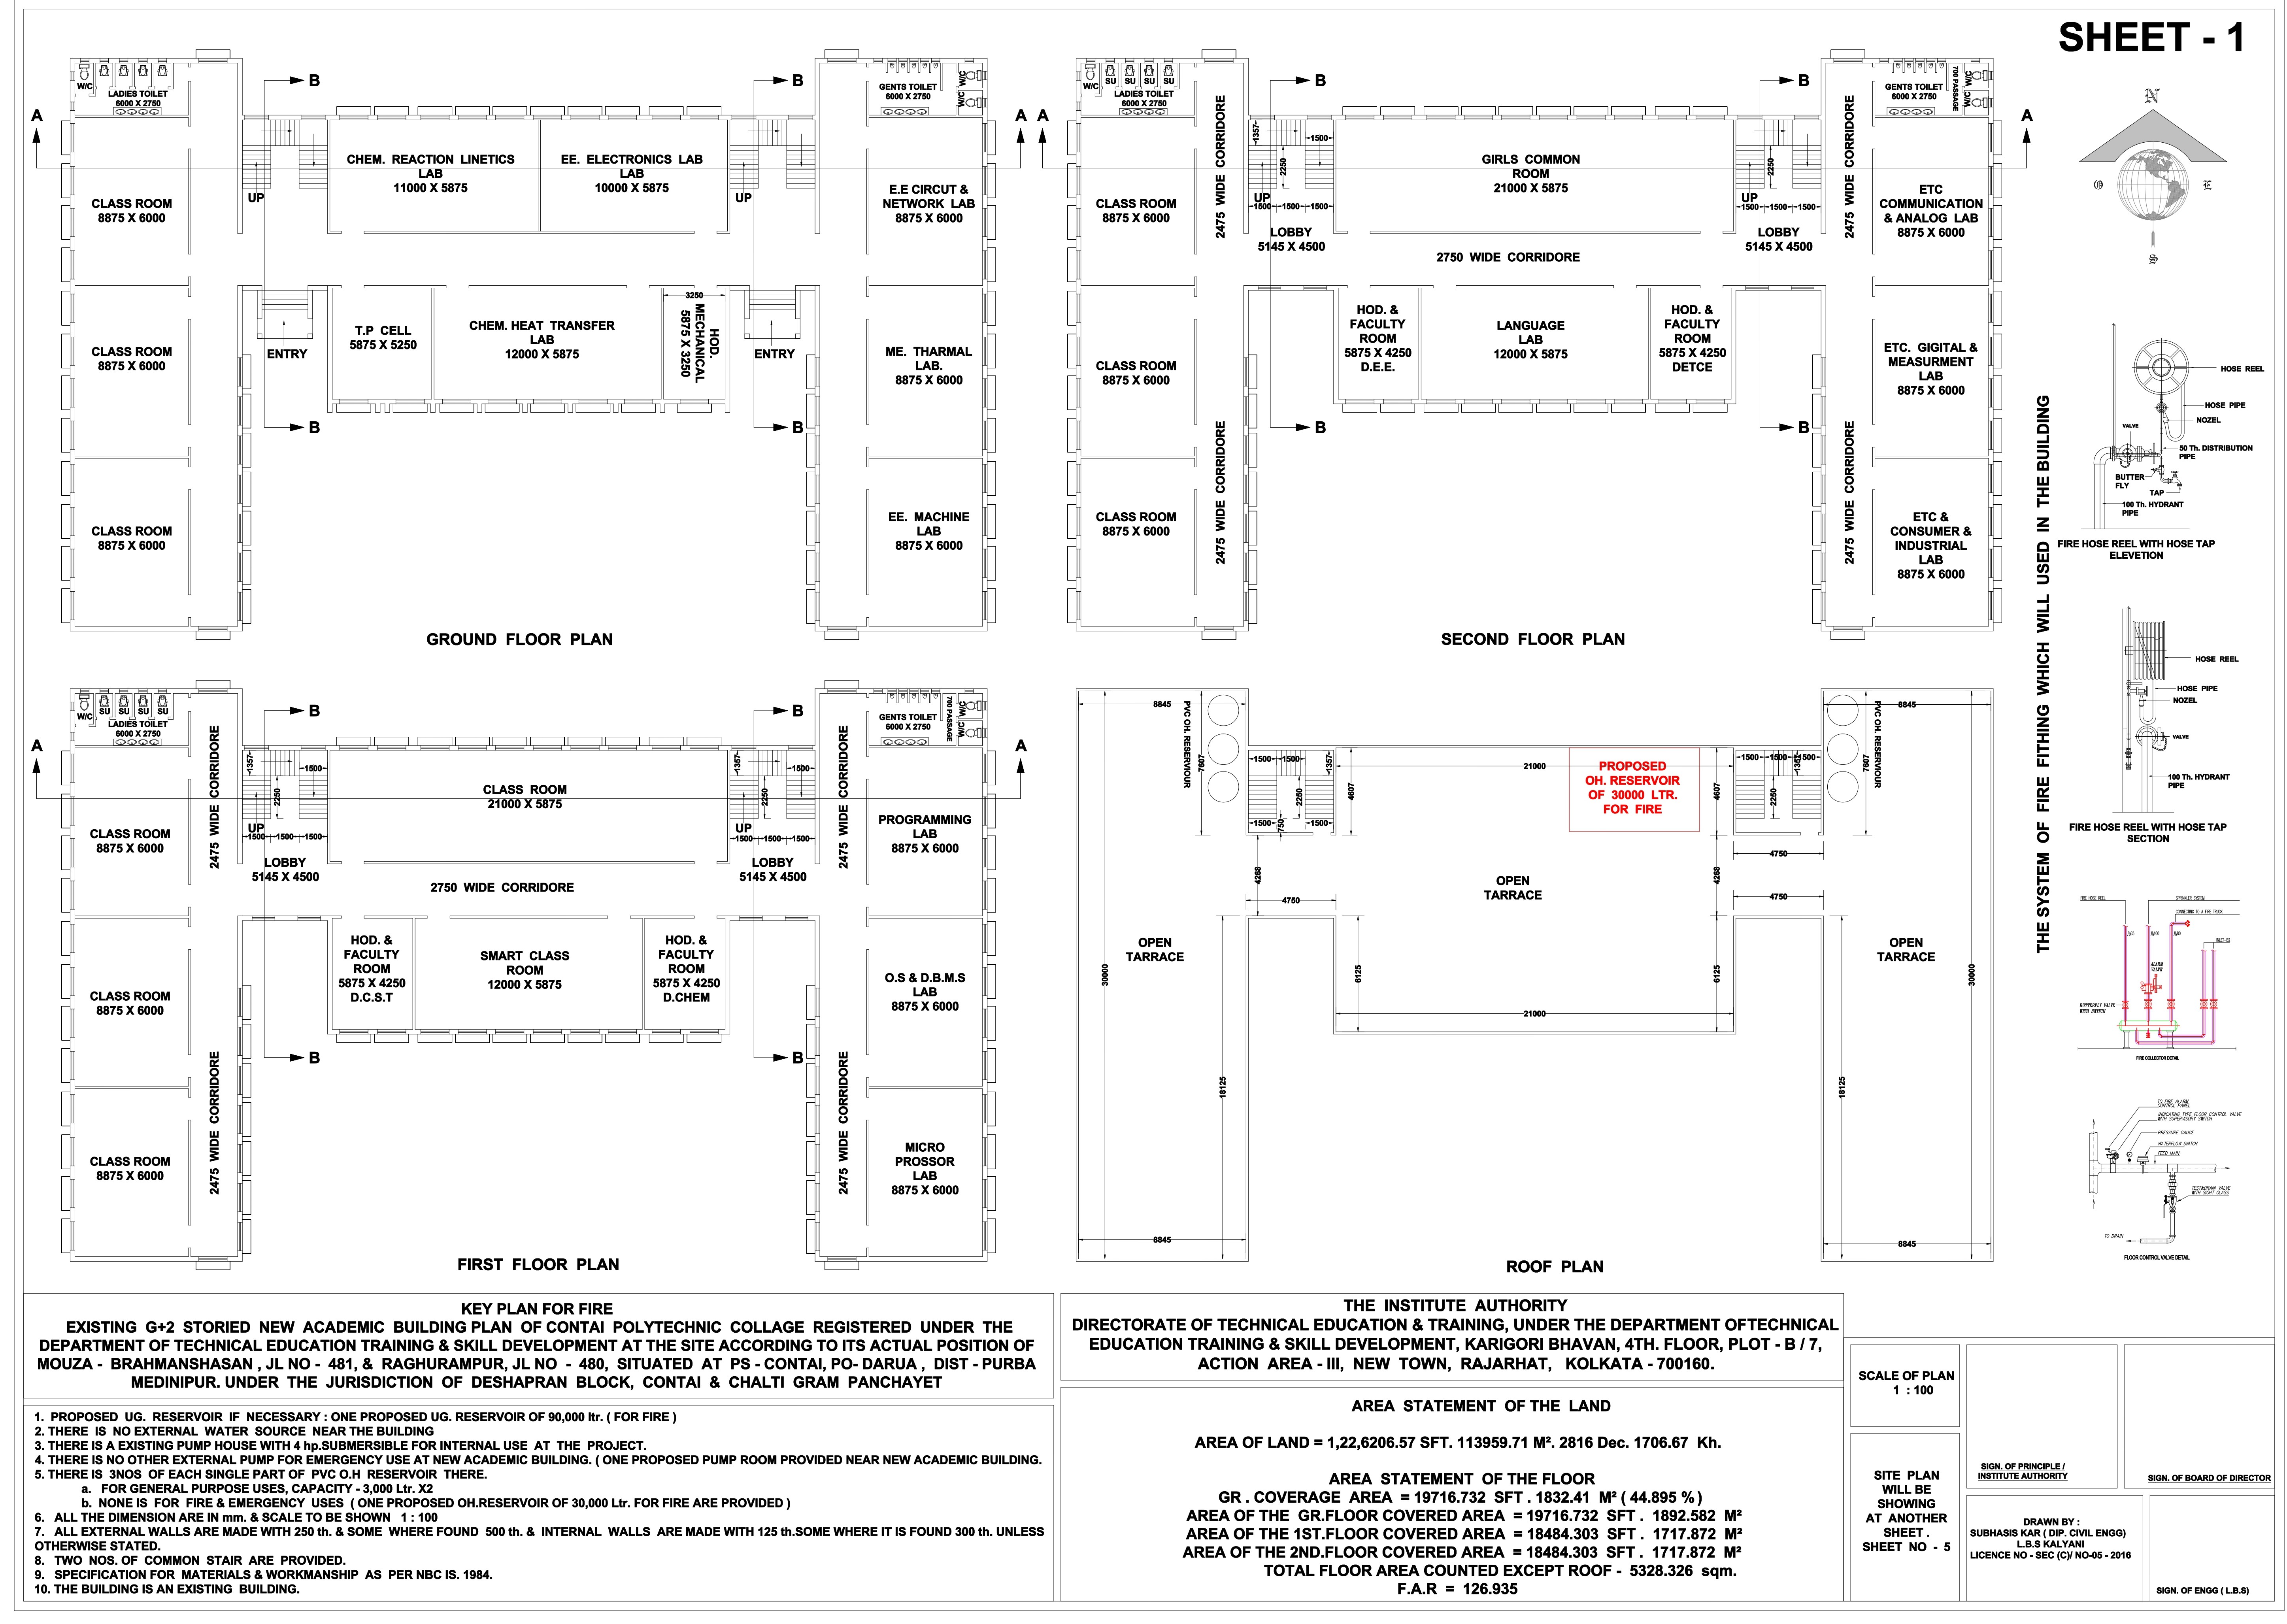 SHEET - 1
W/C
LADIES TOILET
6000 X 2750
B
B
GENTS TOILET
6000 X 2750
W/C
W/C
A
A
CLASS ROOM
8875 X 6000
UP
CHEM. REACTION LINETICS
LAB
11000 X 5875
EE. ELECTRONICS LAB
LAB
10000 X 5875
UP
E.E CIRCUT &
NETWORK LAB
8875 X 6000
CLASS ROOM
8875 X 6000
ENTRY
T.P CELL
5875 X 5250
CHEM. HEAT TRANSFER
LAB
12000 X 5875
3250
HOD.
MECHANICAL
5875 X 3250
ENTRY
ME. THARMAL
LAB.
8875 X 6000
B
B
CLASS ROOM
8875 X 6000
EE. MACHINE
LAB
8875 X 6000
GROUND FLOOR PLAN
W/C
SU
SU
SU
SU
LADIES TOILET
6000 X 2750
B
B
GENTS TOILET
6000 X 2750
700 PASSAGE
W/C
W/C
A
A
2475 WIDE CORRIDORE
1357
1500
2250
UP
1500
1500
1500
CLASS ROOM
8875 X 6000
GIRLS COMMON
ROOM
21000 X 5875
2250
UP
1500
1500
1500
2475 WIDE CORRIDORE
ETC
COMMUNICATION
& ANALOG LAB
8875 X 6000
LOBBY
5145 X 4500
LOBBY
5145 X 4500
2750 WIDE CORRIDORE
CLASS ROOM
8875 X 6000
HOD. &
FACULTY
ROOM
5875 X 4250
D.E.E.
LANGUAGE
LAB
12000 X 5875
HOD. &
FACULTY
ROOM
5875 X 4250
DETCE
ETC. GIGITAL &
MEASURMENT
LAB
8875 X 6000
B
B
CLASS ROOM
8875 X 6000
2475 WIDE CORRIDORE
2475 WIDE CORRIDORE
ETC &
CONSUMER &
INDUSTRIAL
LAB
8875 X 6000
SECOND FLOOR PLAN
W/C
SU
SU
SU
SU
LADIES TOILET
6000 X 2750
B
B
GENTS TOILET
6000 X 2750
700 PASSAGE
W/C
W/C
A
A
2475 WIDE CORRIDORE
1357
1500
2250
UP
1500
1500
1500
CLASS ROOM
8875 X 6000
CLASS ROOM
21000 X 5875
1357
1500
2250
UP
1500
1500
1500
2475 WIDE CORRIDORE
PROGRAMMING
LAB
8875 X 6000
LOBBY
5145 X 4500
LOBBY
5145 X 4500
2750 WIDE CORRIDORE
CLASS ROOM
8875 X 6000
HOD. &
FACULTY
ROOM
5875 X 4250
D.C.S.T
SMART CLASS
ROOM
12000 X 5875
HOD. &
FACULTY
ROOM
5875 X 4250
D.CHEM
O.S & D.B.M.S
LAB
8875 X 6000
B
B
CLASS ROOM
8875 X 6000
2475 WIDE CORRIDORE
2475 WIDE CORRIDORE
MICRO
PROSSOR
LAB
8875 X 6000
FIRST FLOOR PLAN
8845
PVC OH. RESERVIOUR
7607
1500
1500
1357
2250
1500
750
1500
4607
21000
PROPOSED
OH. RESERVOIR
OF 30000 LTR.
FOR FIRE
4607
1500
1500
1357
2250
PVC OH. RESERVIOUR
7607
8845
4268
4750
OPEN
TARRACE
4268
4750
4750
OPEN
TARRACE
OPEN
TARRACE
30000
6125
6125
30000
21000
18125
18125
8845
8845
ROOF PLAN
N
O
E
S
THE SYSTEM OF FIRE FITHING WHICH WILL USED IN THE BUILDING
HOSE REEL
HOSE PIPE
NOZEL
VALVE
50 Th. DISTRIBUTION
PIPE
BUTTER
FLY
TAP
100 Th. HYDRANT
PIPE
FIRE HOSE REEL WITH HOSE TAP
ELEVETION
HOSE REEL
HOSE PIPE
NOZEL
VALVE
100 Th. HYDRANT
PIPE
FIRE HOSE REEL WITH HOSE TAP
SECTION
FIRE HOSE REEL
SPRINKLER SYSTEM
CONNECTING TO A FIRE TRUCK
ALARM
VALVE
BUTTERFLY VALVE
WITH SWITCH
FIRE COLLECTOR DETAIL
TO FIRE ALARM
CONTROL PANEL
INDICATING TYPE FLOOR CONTROL VALVE
WITH SUPERVISORY SWITCH
PRESSURE GAUGE
WATERFLOW SWITCH
FEED MAIN
TEST&DRAIN VALVE
WITH SIGHT GLASS
TO DRAIN
FLOOR CONTROL VALVE DETAIL
KEY PLAN FOR FIRE
EXISTING G+2 STORIED NEW ACADEMIC BUILDING PLAN OF CONTAI POLYTECHNIC COLLAGE REGISTERED UNDER THE
DEPARTMENT OF TECHNICAL EDUCATION TRAINING & SKILL DEVELOPMENT AT THE SITE ACCORDING TO ITS ACTUAL POSITION OF
MOUZA - BRAHMANSHASAN , JL NO - 481, & RAGHURAMPUR, JL NO - 480, SITUATED AT PS - CONTAI, PO- DARUA , DIST - PURBA
MEDINIPUR. UNDER THE JURISDICTION OF DESHAPRAN BLOCK, CONTAI & CHALTI GRAM PANCHAYET
1. PROPOSED UG. RESERVOIR IF NECESSARY : ONE PROPOSED UG. RESERVOIR OF 90,000 ltr. ( FOR FIRE )
2. THERE IS NO EXTERNAL WATER SOURCE NEAR THE BUILDING
3. THERE IS A EXISTING PUMP HOUSE WITH 4 hp.SUBMERSIBLE FOR INTERNAL USE AT THE PROJECT.
4. THERE IS NO OTHER EXTERNAL PUMP FOR EMERGENCY USE AT NEW ACADEMIC BUILDING. ( ONE PROPOSED PUMP ROOM PROVIDED NEAR NEW ACADEMIC BUILDING.
5. THERE IS 3NOS OF EACH SINGLE PART OF PVC O.H RESERVOIR THERE.
a. FOR GENERAL PURPOSE USES, CAPACITY - 3,000 Ltr. X2
b. NONE IS FOR FIRE & EMERGENCY USES ( ONE PROPOSED OH.RESERVOIR OF 30,000 Ltr. FOR FIRE ARE PROVIDED )
6. ALL THE DIMENSION ARE IN mm. & SCALE TO BE SHOWN 1 : 100
7. ALL EXTERNAL WALLS ARE MADE WITH 250 th. & SOME WHERE FOUND 500 th. & INTERNAL WALLS ARE MADE WITH 125 th.SOME WHERE IT IS FOUND 300 th. UNLESS
OTHERWISE STATED.
8. TWO NOS. OF COMMON STAIR ARE PROVIDED.
9. SPECIFICATION FOR MATERIALS & WORKMANSHIP AS PER NBC IS. 1984.
10. THE BUILDING IS AN EXISTING BUILDING.
THE INSTITUTE AUTHORITY
DIRECTORATE OF TECHNICAL EDUCATION & TRAINING, UNDER THE DEPARTMENT OFTECHNICAL
EDUCATION TRAINING & SKILL DEVELOPMENT, KARIGORI BHAVAN, 4TH. FLOOR, PLOT - B / 7,
ACTION AREA - III, NEW TOWN, RAJARHAT, KOLKATA - 700160.
AREA STATEMENT OF THE LAND
AREA OF LAND = 1,22,6206.57 SFT. 113959.71 M². 2816 Dec. 1706.67 Kh.
AREA STATEMENT OF THE FLOOR
GR . COVERAGE AREA = 19716.732 SFT . 1832.41 M² ( 44.895 % )
AREA OF THE GR.FLOOR COVERED AREA = 19716.732 SFT . 1892.582 M²
AREA OF THE 1ST.FLOOR COVERED AREA = 18484.303 SFT . 1717.872 M²
AREA OF THE 2ND.FLOOR COVERED AREA = 18484.303 SFT . 1717.872 M²
TOTAL FLOOR AREA COUNTED EXCEPT ROOF - 5328.326 sqm.
F.A.R = 126.935
SCALE OF PLAN
1 : 100
SITE PLAN
WILL BE
SHOWING
AT ANOTHER
SHEET .
SHEET NO - 5
SIGN. OF PRINCIPLE /
INSTITUTE AUTHORITY
SIGN. OF BOARD OF DIRECTOR
DRAWN BY :
SUBHASIS KAR ( DIP. CIVIL ENGG)
L.B.S KALYANI
LICENCE NO - SEC (C)/ NO-05 - 2016
SIGN. OF ENGG ( L.B.S)